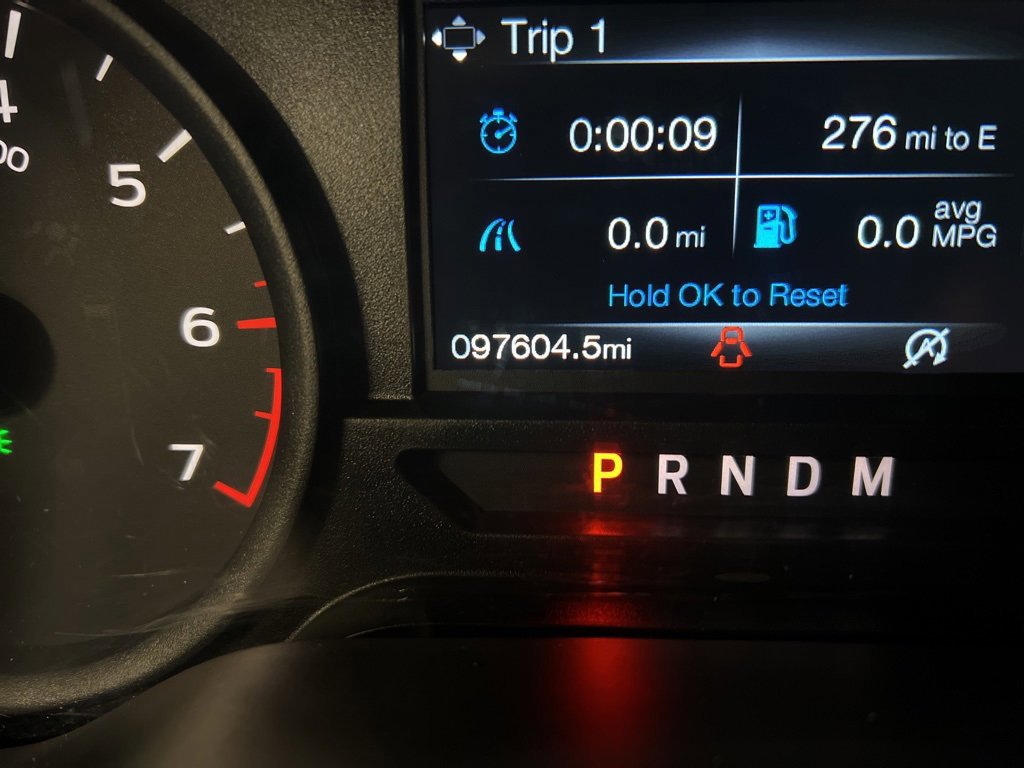 Trip 1
0:00:09
276 mi to E
0.0 mi
0.0 avg MPG
Hold OK to Reset
097604.5mi
P R N D M
4
5
6
7